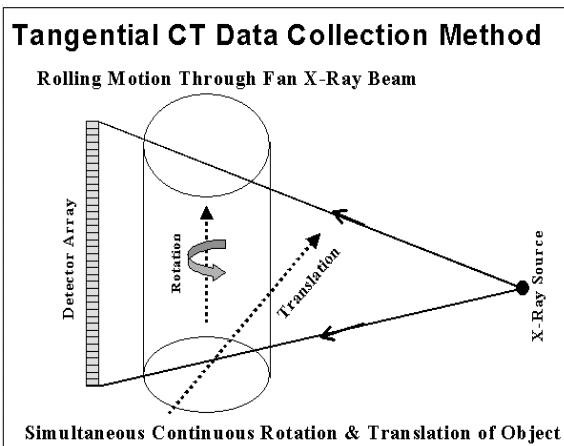 Tangential CT Data Collection Method
Rolling Motion Through Fan X-Ray Beam
Detector Array
Rotation
Translation
X-Ray Source
Simultaneous Continuous Rotation & Translation of Object